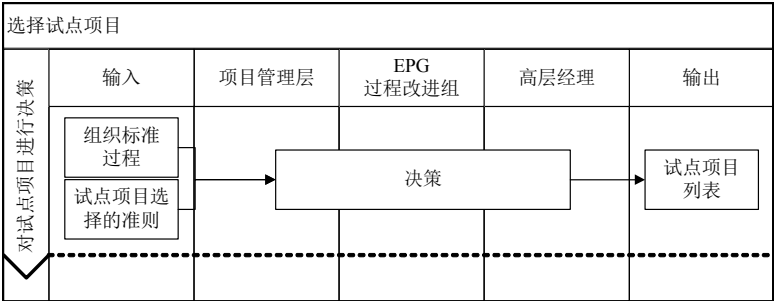 选择试点项目
对试点项目进行决策
输入
项目管理层
EPG
过程改进组
高层经理
输出
组织标准
过程
试点项目选
择的准则
决策
试点项目
列表